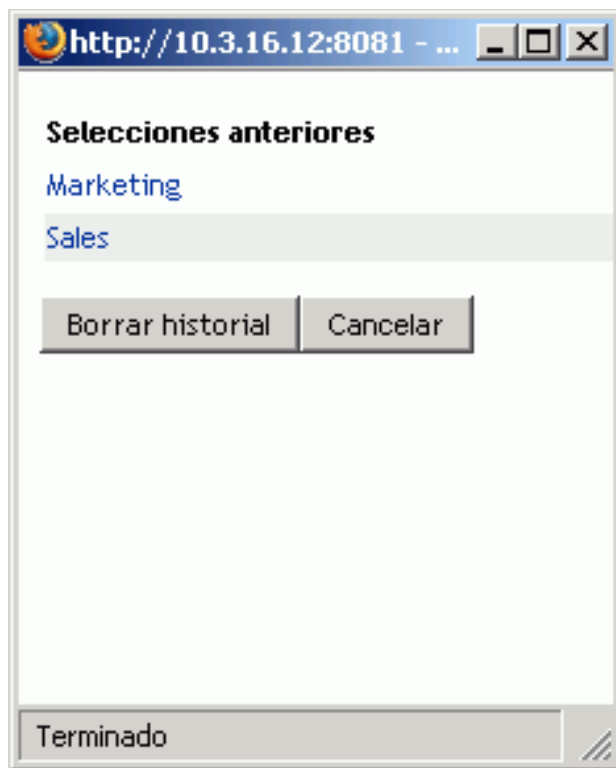 http://10.3.16.12:8081 - ...
Selecciones anteriores
Marketing
Sales
Borrar historial Cancelar
Terminado